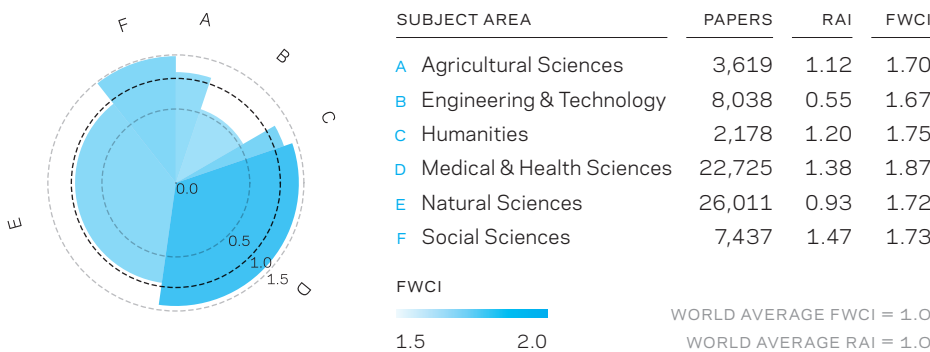 F
A
B
C
E
D
0.0
0.5
1.0
1.5
SUBJECT AREA PAPERS RAI FWCI
A Agricultural Sciences 3,619 1.12 1.70
B Engineering & Technology 8,038 0.55 1.67
C Humanities 2,178 1.20 1.75
D Medical & Health Sciences 22,725 1.38 1.87
E Natural Sciences 26,011 0.93 1.72
F Social Sciences 7,437 1.47 1.73
FWCI
1.5 2.0
WORLD AVERAGE FWCI = 1.0
WORLD AVERAGE RAI = 1.0